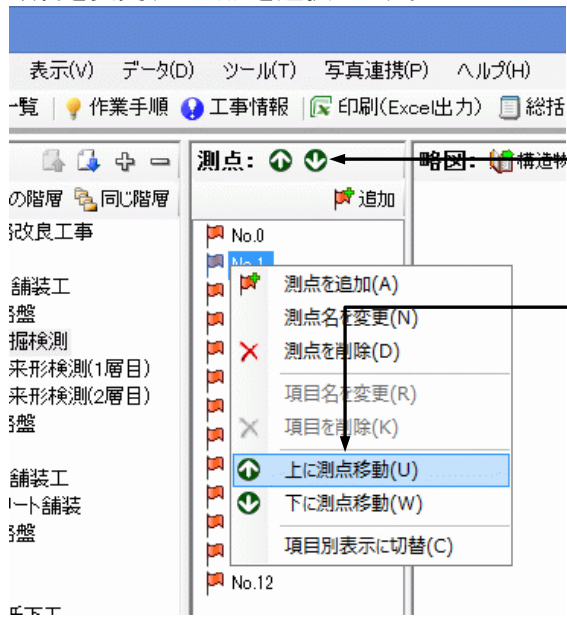 表示(V) データ(D) ツール(T) 写真連携(P) ヘルプ(H)
一覧 作業手順 工事情報 印刷(Excel出力) 総括
測点: 略図: 構造物
の階層 同じ階層 追加
改良工事
舗装工
路盤
掘検測
来形検測(1層目)
来形検測(2層目)
路盤
舗装工
リート舗装
路盤
No.0
No.1
No.12
測点を追加(A)
測点名を変更(N)
測点を削除(D)
項目名を変更(R)
項目を削除(K)
上に測点移動(U)
下に測点移動(W)
項目別表示に切替(C)